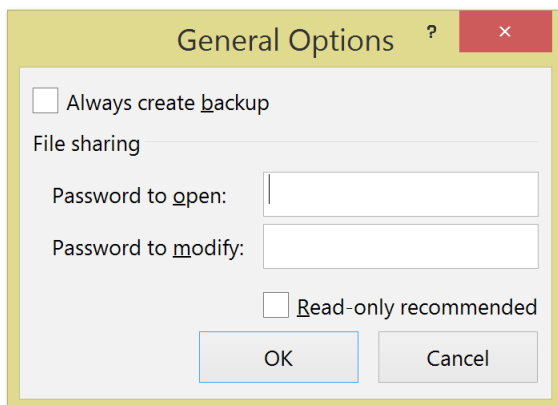 General Options ? ×
Always create backup
File sharing
Password to open:
Password to modify:
Read-only recommended
OK Cancel